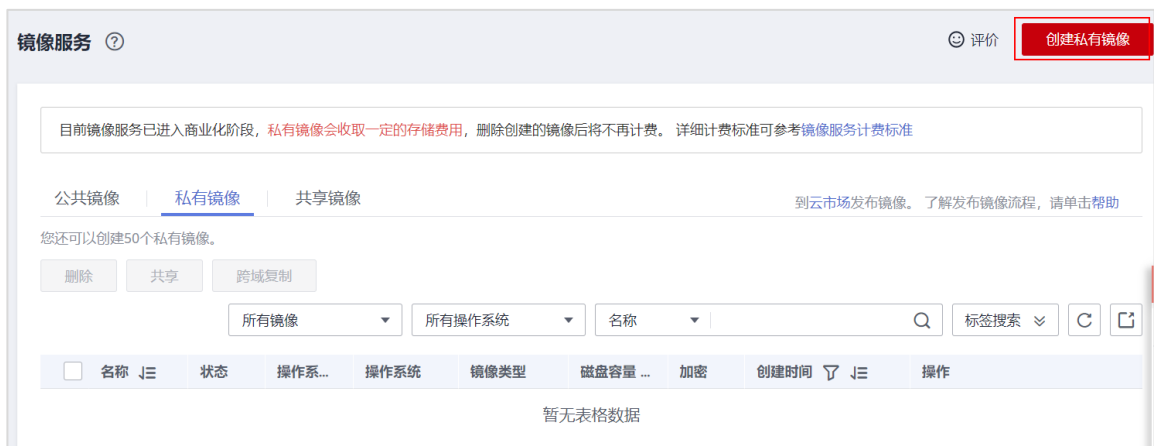 镜像服务 ? 评价 创建私有镜像
目前镜像服务已进入商业化阶段，私有镜像会收取一定的存储费用，删除创建的镜像后将不再计费。 详细计费标准可参考镜像服务计费标准
公共镜像 私有镜像 共享镜像 到云市场发布镜像。 了解发布镜像流程，请单击帮助
您还可以创建50个私有镜像。
删除 共享 跨域复制
所有镜像 所有操作系统 名称 标签搜索
名称 状态 操作系... 操作系统 镜像类型 磁盘容量 ... 加密 创建时间 操作
暂无表格数据